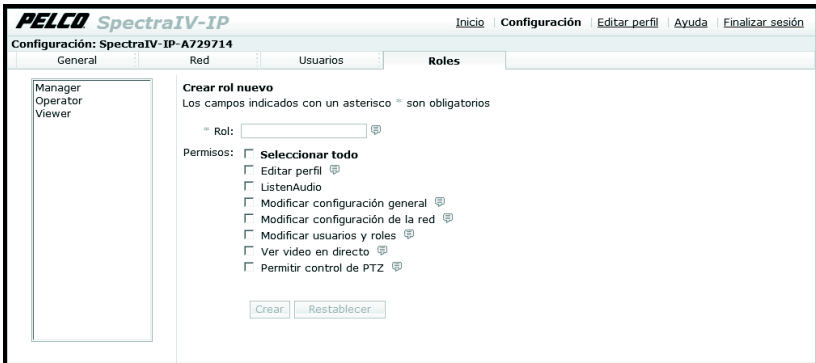 PELCO SpectraIV-IP
Inicio | Configuración | Editar perfil | Ayuda | Finalizar sesión
Configuración: SpectraIV-IP-A729714
General Red Usuarios Roles
Manager
Operator
Viewer
Crear rol nuevo
Los campos indicados con un asterisco * son obligatorios
* Rol:
Permisos: Seleccionar todo
Editar perfil
ListenAudio
Modificar configuración general
Modificar configuración de la red
Modificar usuarios y roles
Ver video en directo
Permitir control de PTZ
Crear Restablecer